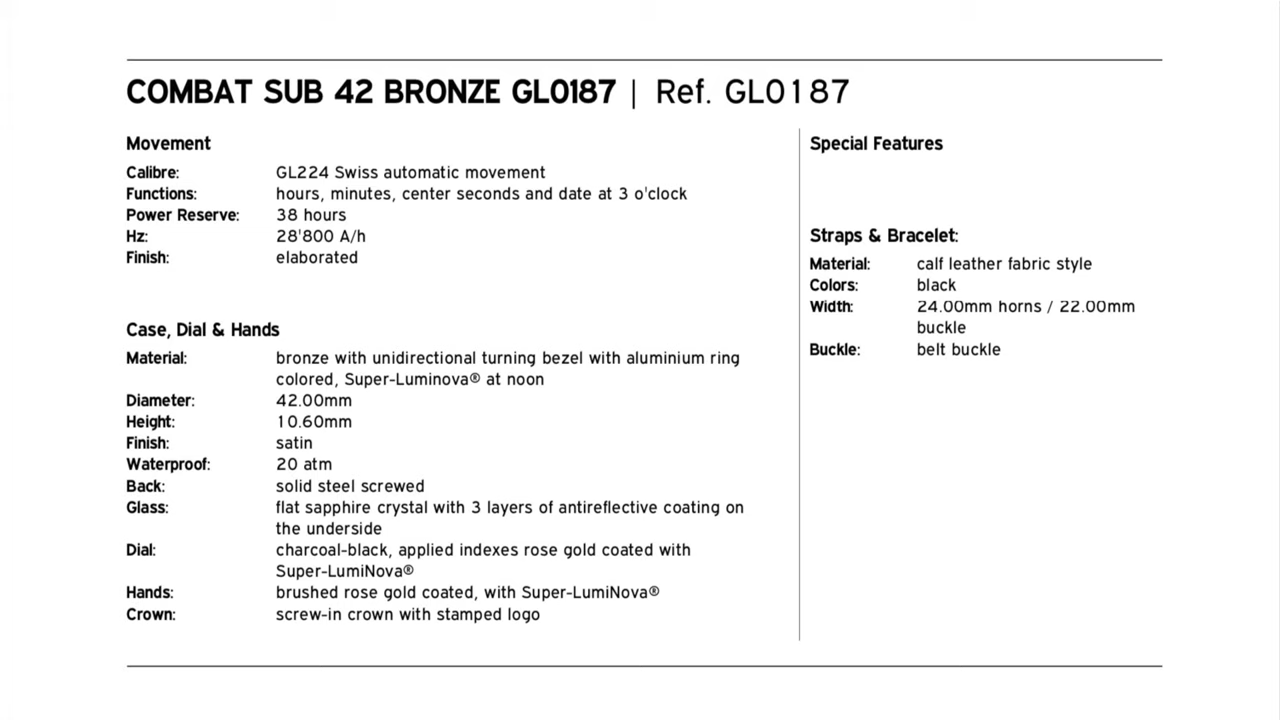 COMBAT SUB 42 BRONZE GL0187 | Ref. GL0187
Movement
Calibre: GL224 Swiss automatic movement
Functions: hours, minutes, center seconds and date at 3 o'clock
Power Reserve: 38 hours
Hz: 28'800 A/h
Finish: elaborated
Case, Dial & Hands
Material: bronze with unidirectional turning bezel with aluminium ring
colored, Super-Luminova® at noon
Diameter: 42.00mm
Height: 10.60mm
Finish: satin
Waterproof: 20 atm
Back: solid steel screwed
Glass: flat sapphire crystal with 3 layers of antireflective coating on
the underside
Dial: charcoal-black, applied indexes rose gold coated with
Super-LumiNova®
Hands: brushed rose gold coated, with Super-LumiNova®
Crown: screw-in crown with stamped logo
Special Features
Straps & Bracelet:
Material: calf leather fabric style
Colors: black
Width: 24.00mm horns / 22.00mm
buckle
Buckle: belt buckle